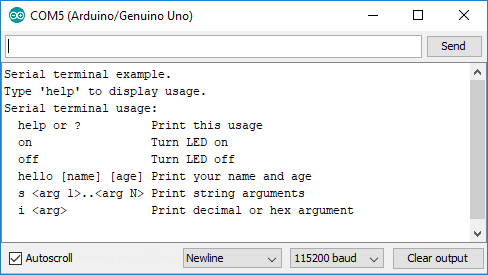 COM5 (Arduino/Genuino Uno)
Send
Serial terminal example.
Type 'help' to display usage.
Serial terminal usage:
  help or ?          Print this usage
  on                 Turn LED on
  off                Turn LED off
  hello [name] [age] Print your name and age
  s <arg 1>..<arg N> Print string arguments
  i <arg>            Print decimal or hex argument
Autoscroll Newline 115200 baud Clear output